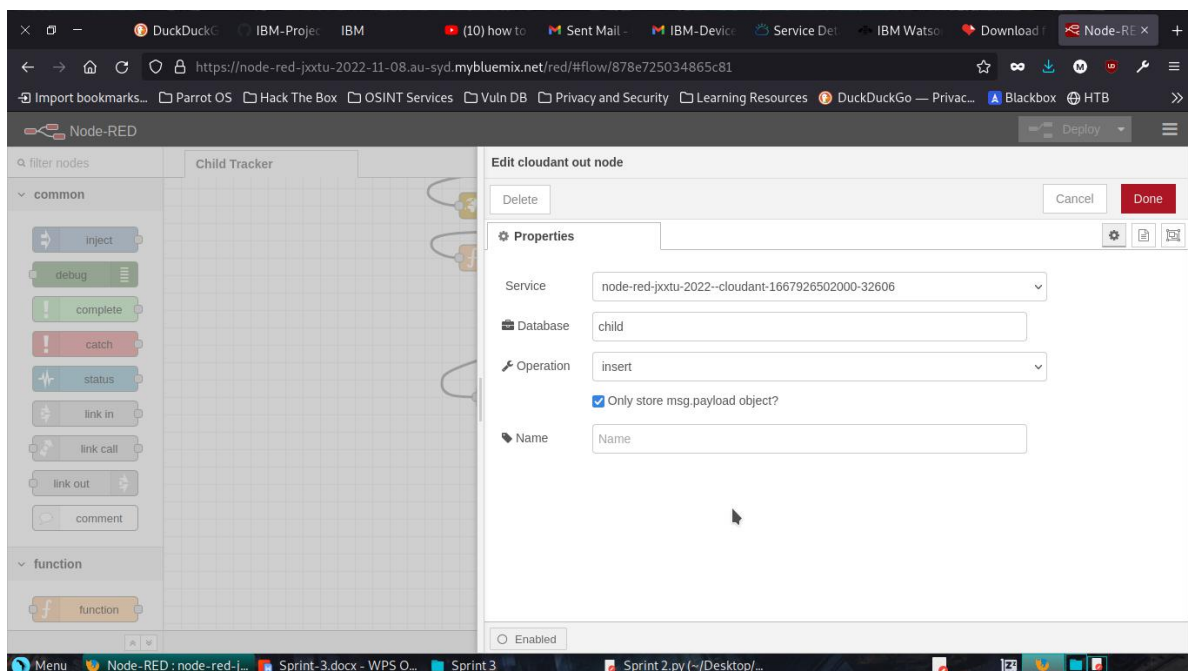 DuckDuckG
IBM-Projec
IBM
(10) how to
Sent Mail -
IBM-Device
Service Det
IBM Watso
Download f
Node-RE
https://node-red-jxxtu-2022-11-08.au-syd.mybluemix.net/red/#flow/878e725034865c81
Import bookmarks... Parrot OS Hack The Box OSINT Services Vuln DB Privacy and Security Learning Resources DuckDuckGo — Privac... Blackbox HTB
Node-RED
Deploy
filter nodes
Child Tracker
common
inject
debug
complete
catch
status
link in
link call
link out
comment
function
function
Edit cloudant out node
Delete
Cancel
Done
Properties
Service
node-red-jxxtu-2022--cloudant-1667926502000-32606
Database
child
Operation
insert
Only store msg.payload object?
Name
Name
Enabled
Menu
Node-RED : node-red-j...
Sprint-3.docx - WPS O...
Sprint 3
Sprint 2.py (~/Desktop/...